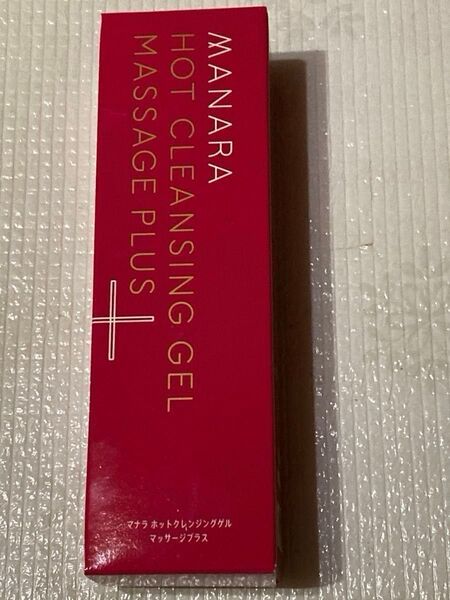 MANARA
HOT CLEANSING GEL
MASSAGE PLUS
マナラ ホットクレンジングゲル
マッサージプラス